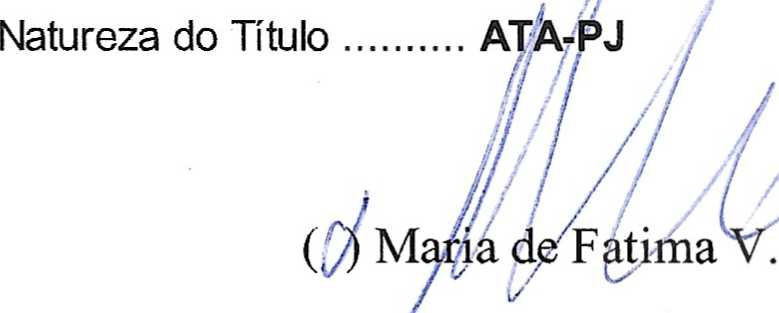 Natureza do Título .......... ATA-PJ
( ) Maria de Fatima V.